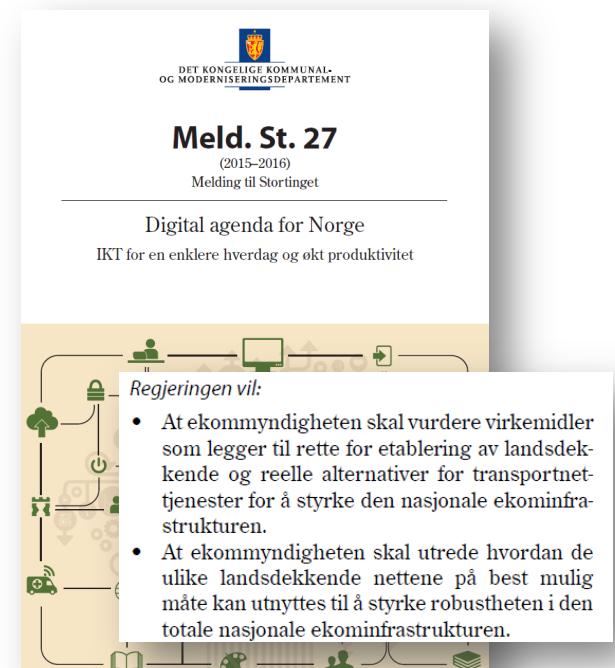 DET KONGELIGE KOMMUNAL-
OG MODERNISERINGSDEPARTEMENT
Meld. St. 27
(2015–2016)
Melding til Stortinget
Digital agenda for Norge
IKT for en enklere hverdag og økt produktivitet
Regjeringen vil:
• At ekommyndigheten skal vurdere virkemidler
som legger til rette for etablering av landsdek-
kende og reelle alternativer for transportnet-
tjenester for å styrke den nasjonale ekominfra-
strukturen.
• At ekommyndigheten skal utrede hvordan de
ulike landsdekkende nettene på best mulig
måte kan utnyttes til å styrke robustheten i den
totale nasjonale ekominfrastrukturen.